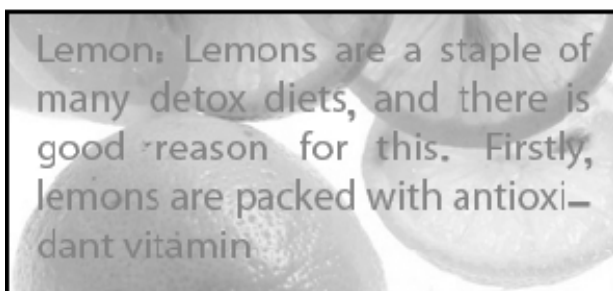 Lemon: Lemons are a staple of
many detox diets, and there is
good reason for this. Firstly,
lemons are packed with antioxi-
dant vitamin